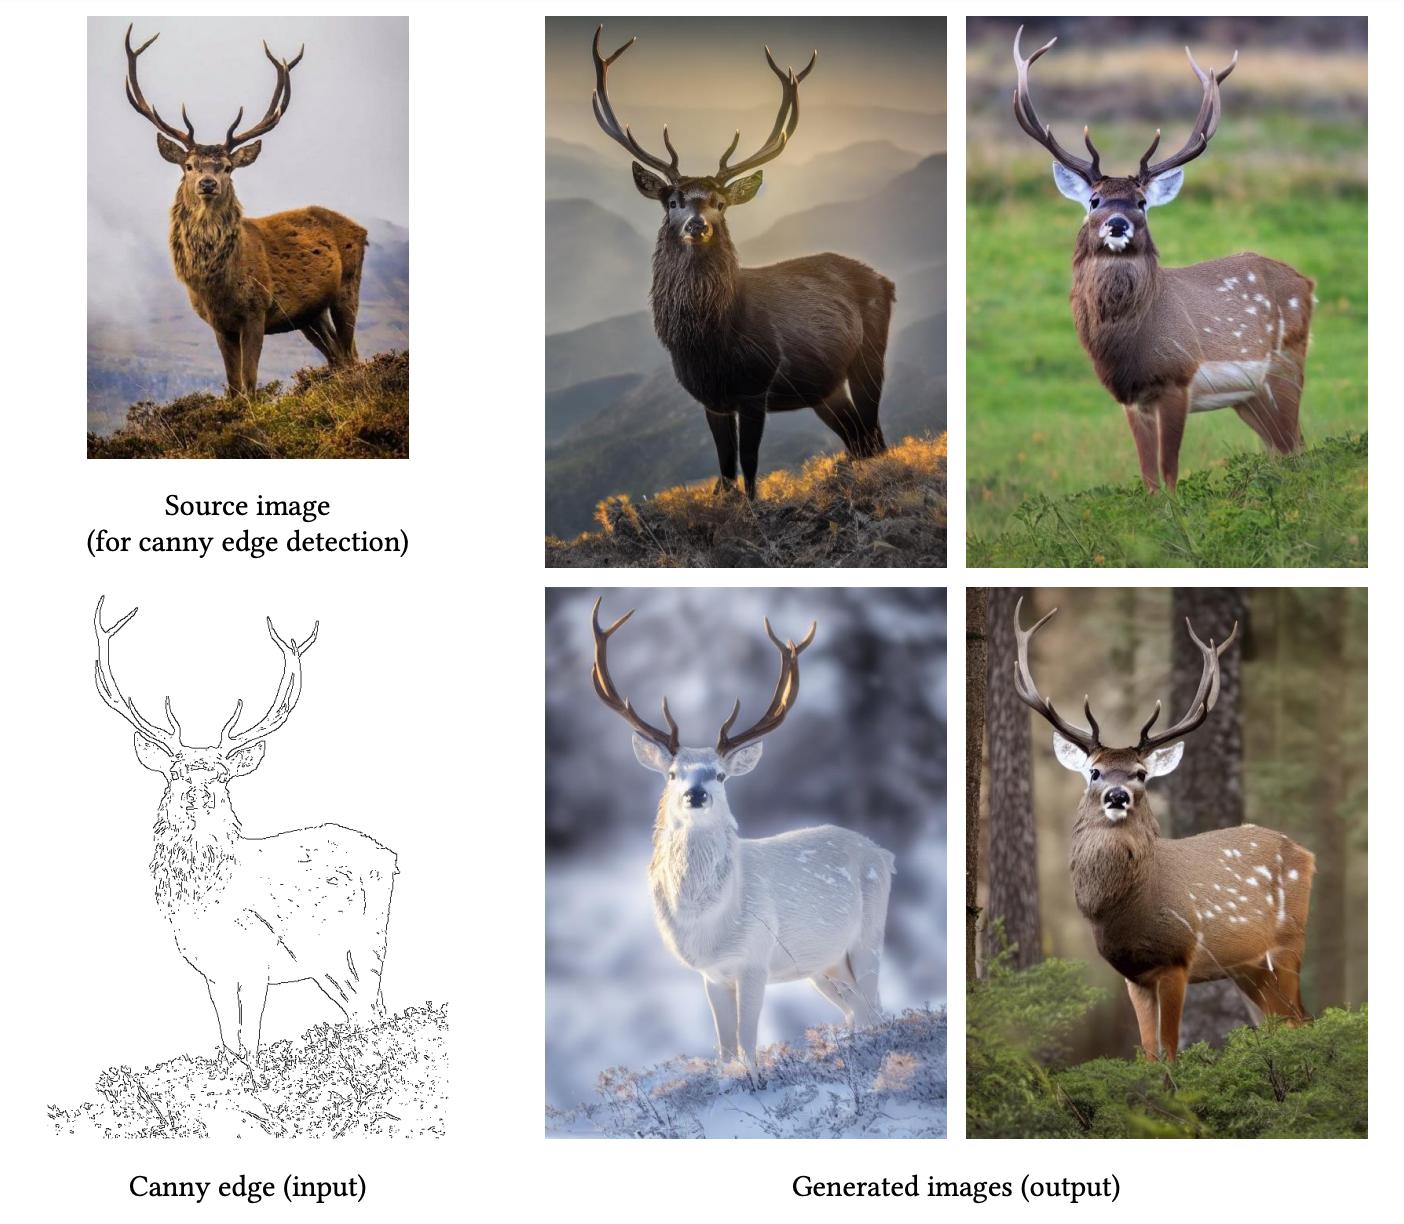 Source image
(for canny edge detection)
Canny edge (input)
Generated images (output)